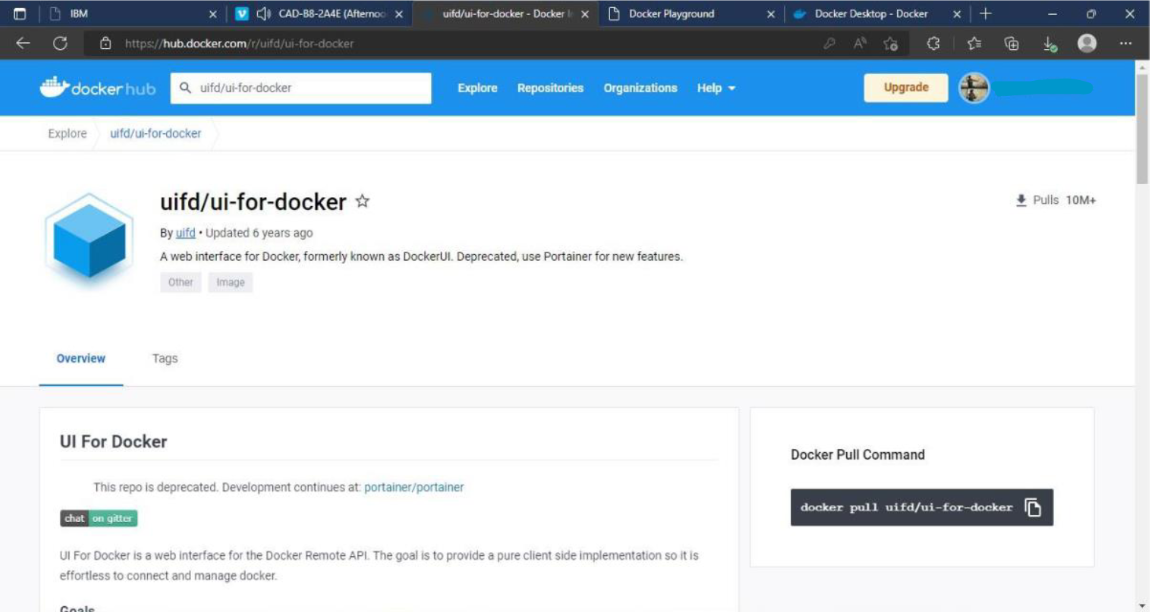 IBM
CAD-B8-2A4E (Afternoo
uifd/ui-for-docker - Docker I
Docker Playground
Docker Desktop - Docker
https://hub.docker.com/r/uifd/ui-for-docker
docker hub
uifd/ui-for-docker
Explore
Repositories
Organizations
Help
Upgrade
Explore
uifd/ui-for-docker
uifd/ui-for-docker
Pulls 10M+
By uifd • Updated 6 years ago
A web interface for Docker, formerly known as DockerUI. Deprecated, use Portainer for new features.
Other
Image
Overview
Tags
UI For Docker
This repo is deprecated. Development continues at: portainer/portainer
chat on gitter
UI For Docker is a web interface for the Docker Remote API. The goal is to provide a pure client side implementation so it is
effortless to connect and manage docker.
Goals
Docker Pull Command
docker pull uifd/ui-for-docker